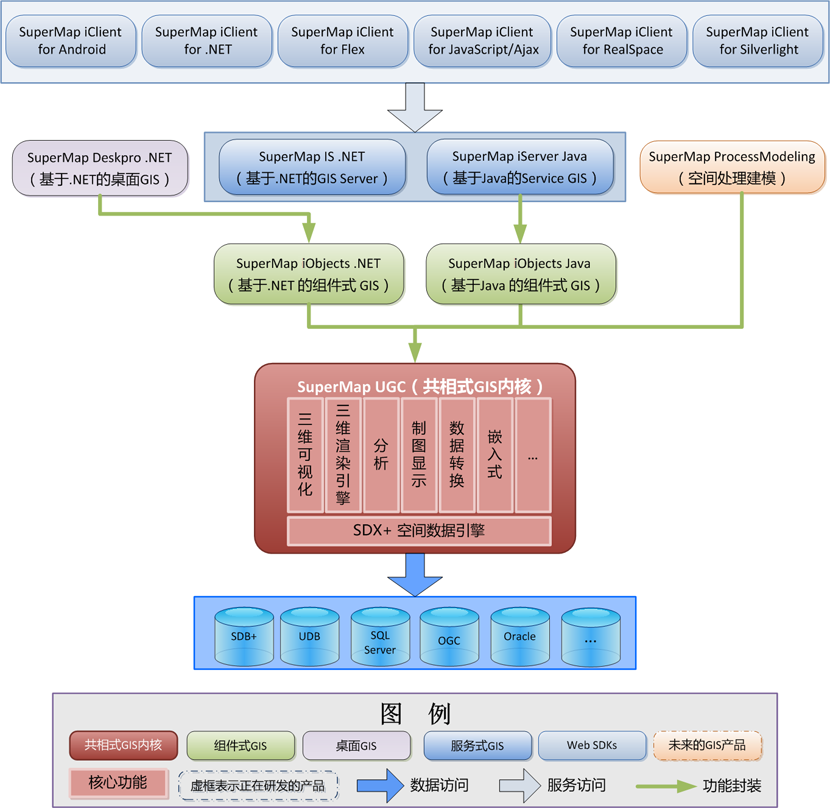 SuperMap iClient
for Android
SuperMap iClient
for .NET
SuperMap iClient
for Flex
SuperMap iClient
for JavaScript/Ajax
SuperMap iClient
for RealSpace
SuperMap iClient
for Silverlight
SuperMap Deskpro .NET
（基于.NET的桌面GIS）
SuperMap IS .NET
（基于.NET的GIS Server）
SuperMap iServer Java
（基于Java的Service GIS）
SuperMap ProcessModeling
（空间处理建模）
SuperMap iObjects .NET
（基于.NET 的组件式 GIS）
SuperMap iObjects Java
（基于Java 的组件式 GIS）
SuperMap UGC（共相式GIS内核）
三维可视化
三维渲染引擎
分析
制图显示
数据转换
嵌入式
...
SDX+ 空间数据引擎
SDB+
UDB
SQL
Server
OGC
Oracle
...
图 例
共相式GIS内核
组件式GIS
桌面GIS
服务式GIS
Web SDKs
未来的GIS产品
核心功能
虚框表示正在研发的产品
数据访问
服务访问
功能封装